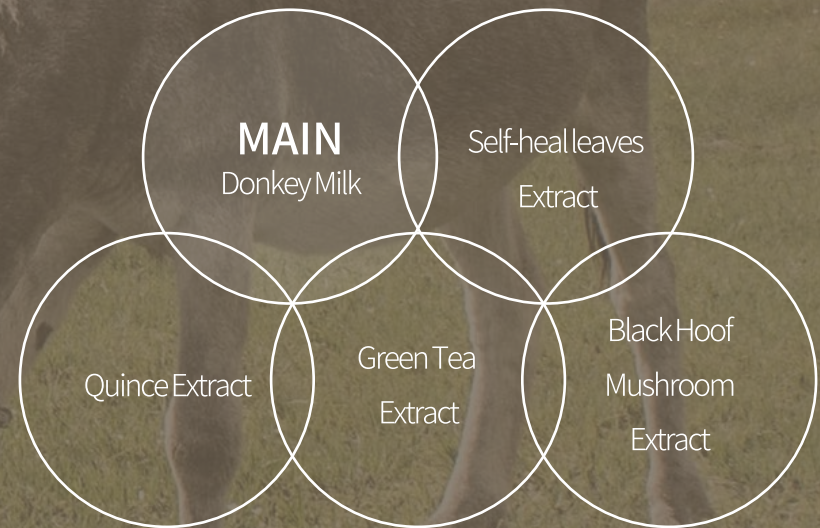 MAIN
Donkey Milk
Self-heal leaves
Extract
Quince Extract
Green Tea
Extract
Black Hoof
Mushroom
Extract